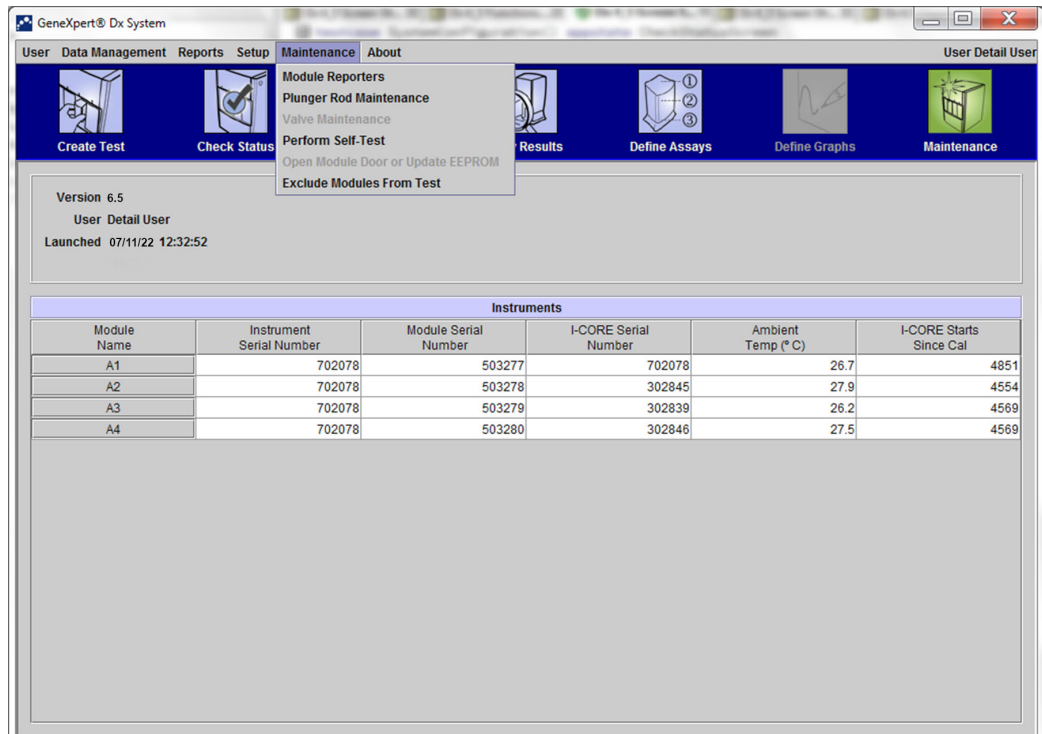 GeneXpert® Dx System
User Data Management Reports Setup Maintenance About User Detail User
Module Reporters
Plunger Rod Maintenance
Valve Maintenance
Perform Self-Test
Open Module Door or Update EEPROM
Exclude Modules From Test
Create Test Check Status Results Define Assays Define Graphs Maintenance
1
2
3
Version 6.5
User Detail User
Launched 07/11/22 12:32:52
Instruments
Module Name Instrument Serial Number Module Serial Number I-CORE Serial Number Ambient Temp (° C) I-CORE Starts Since Cal
A1 702078 503277 702078 26.7 4851
A2 702078 503278 302845 27.9 4554
A3 702078 503279 302839 26.2 4569
A4 702078 503280 302846 27.5 4569